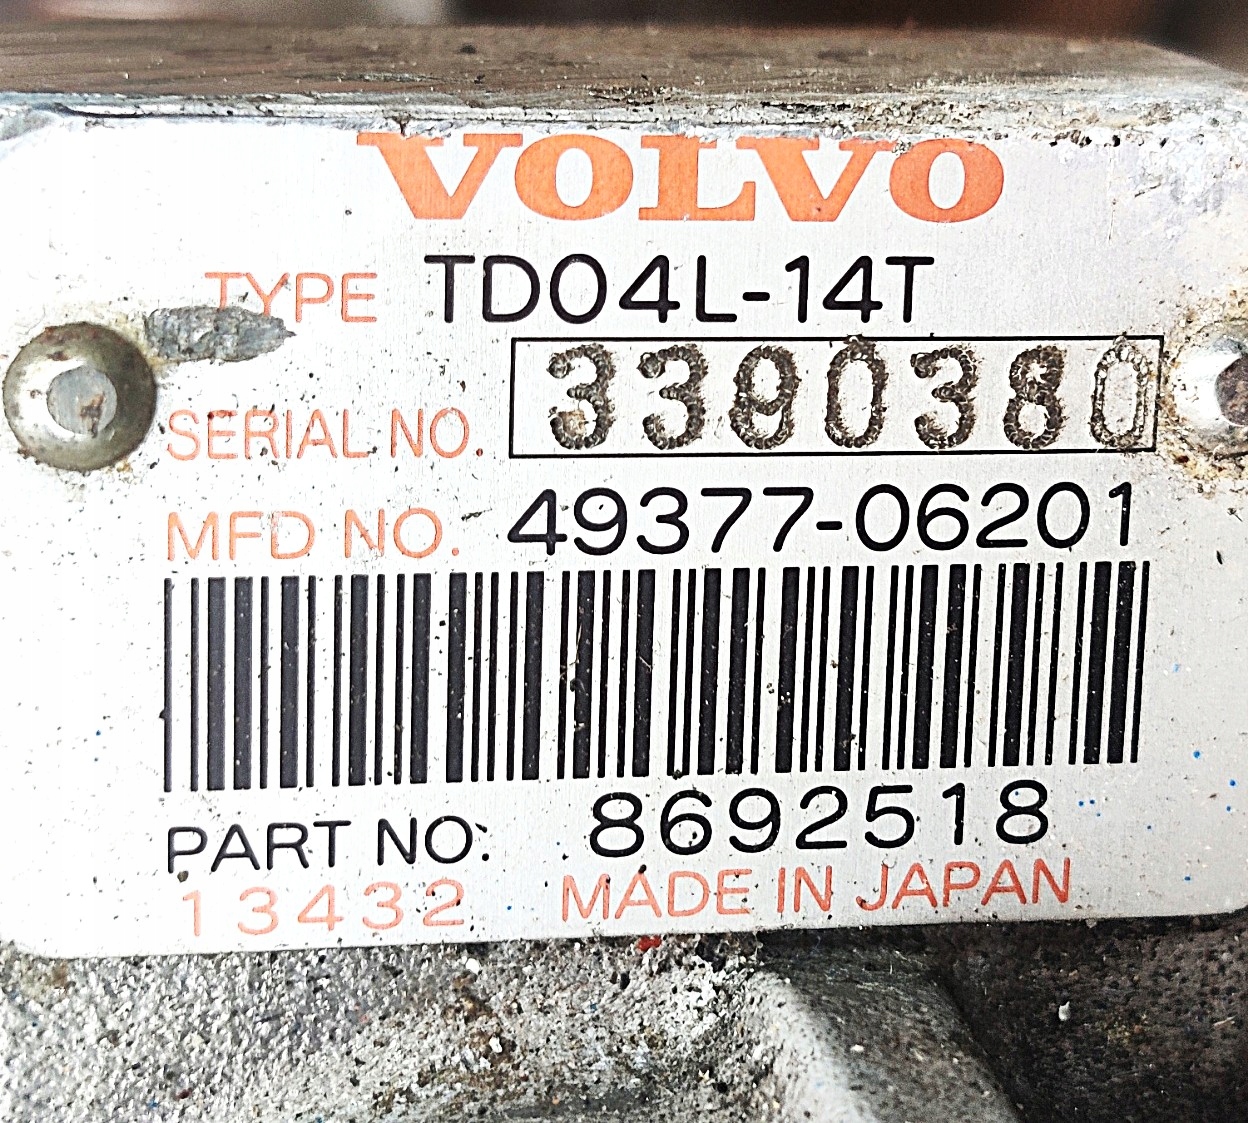 VOLVO
TYPE TD04L-14T
SERIAL NO. 3390380
MFD NO. 49377-06201
PART NO. 8692518
13432 MADE IN JAPAN